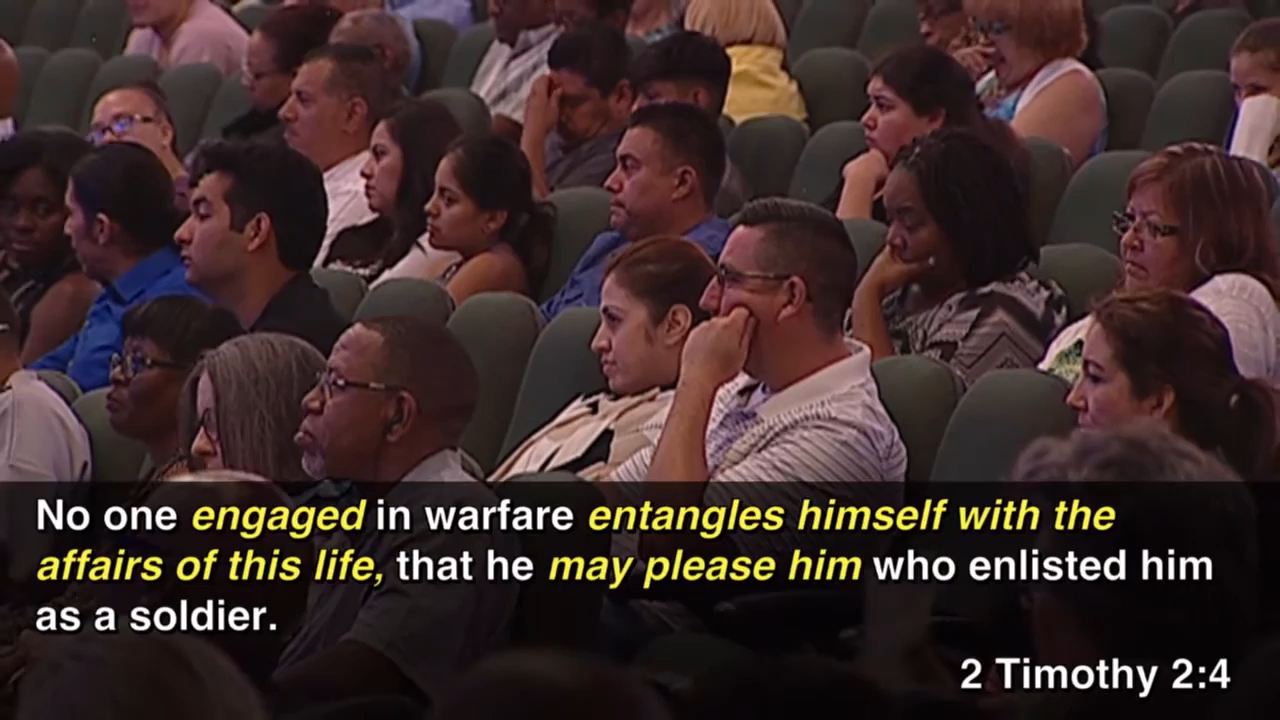 No one engaged in warfare entangles himself with the
affairs of this life, that he may please him who enlisted him
as a soldier.
2 Timothy 2:4